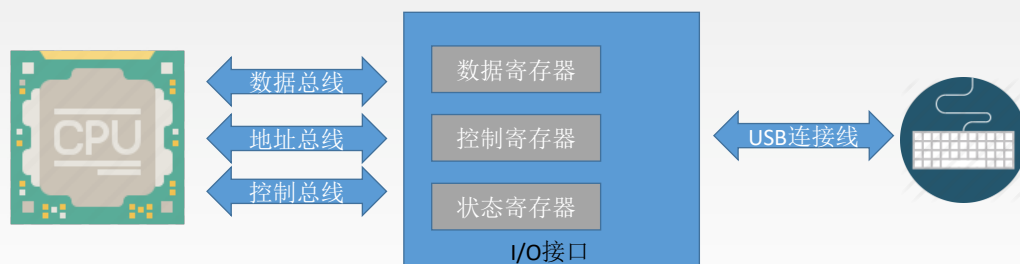 CPU
数据总线
地址总线
控制总线
数据寄存器
控制寄存器
状态寄存器
I/O接口
USB连接线